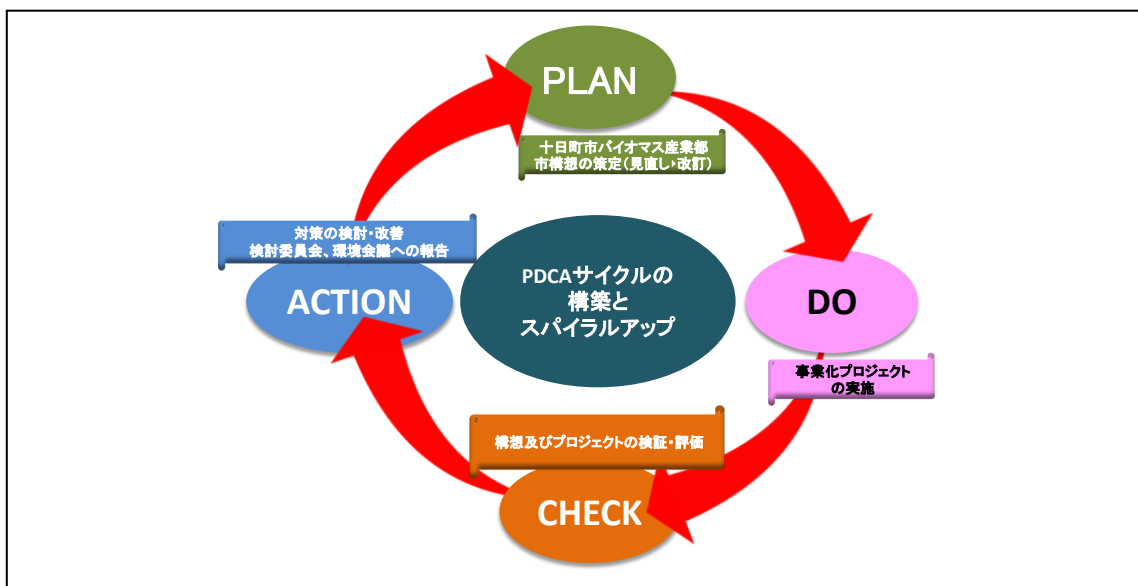 PLAN
十日町市バイオマス産業都
市構想の策定（見直し・改訂）
対策の検討・改善
検討委員会、環境会議への報告
ACTION
PDCAサイクルの
構築と
スパイラルアップ
DO
事業化プロジェクト
の実施
構想及びプロジェクトの検証・評価
CHECK